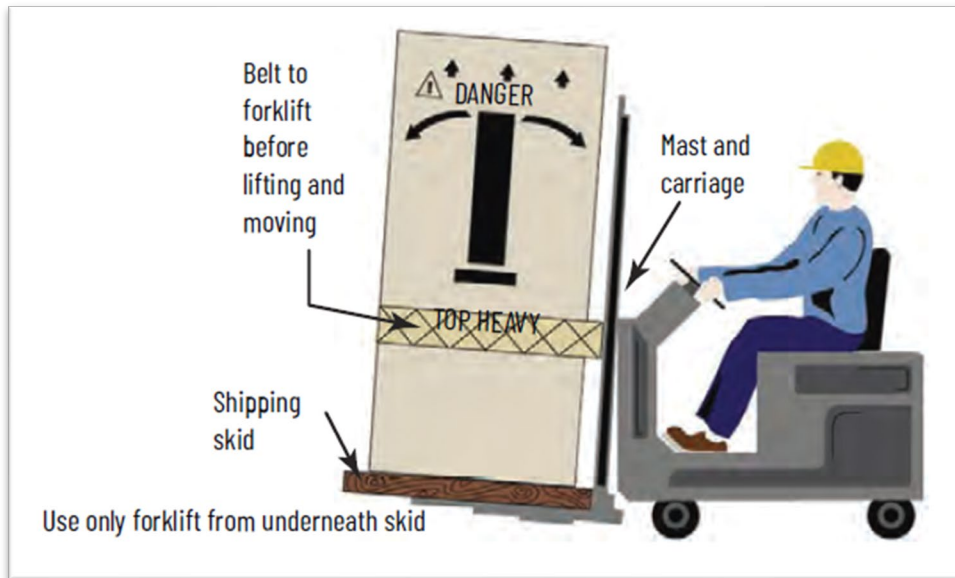 Belt to
forklift
before
lifting and
moving
DANGER
Mast and
carriage
TOP HEAVY
Shipping
skid
Use only forklift from underneath skid